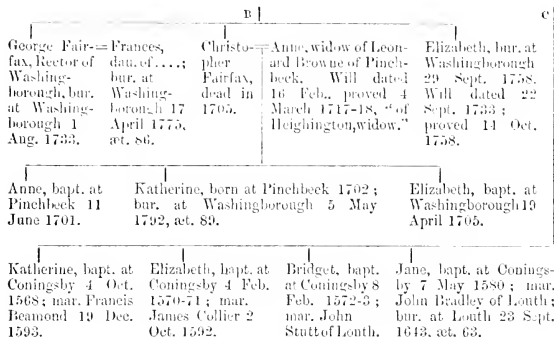 B
C
George Fair-
fax, Rector of
Washing-
borough, bur.
at Washing-
borough 1
Aug. 1733.
=Frances,
dau. of....;
bur. at
Washing-
borough 17
April 1775,
æt. 86.
Christo-
pher
Fairfax,
dead in
1705.
=Anne, widow of Leon-
ard Browne of Pinch-
beck. Will dated
16 Feb., proved 4
March 1717-18, "of
Heighington, widow."
Elizabeth, bur. at
Washingborough
29 Sept. 1758.
Will dated 22
Sept. 1733;
proved 14 Oct.
1758.
Anne, bapt. at
Pinchbeck 11
June 1701.
Katherine, born at Pinchbeck 1702;
bur. at Washingborough 5 May
1792, æt. 89.
Elizabeth, bapt. at
Washingborough 19
April 1705.
Katherine, bapt. at
Coningsby 4 Oct.
1568; mar. Francis
Beamond 19 Dec.
1593.
Elizabeth, bapt. at
Coningsby 4 Feb.
1570-71; mar.
James Collier 2
Oct. 1592.
Bridget, bapt.
at Coningsby 8
Feb. 1572-3;
mar. John
Stutt of Louth.
Jane, bapt. at Conings-
by 7 May 1580; mar.
John Bradley of Louth;
bur. at Louth 23 Sept.
1643, æt. 63.